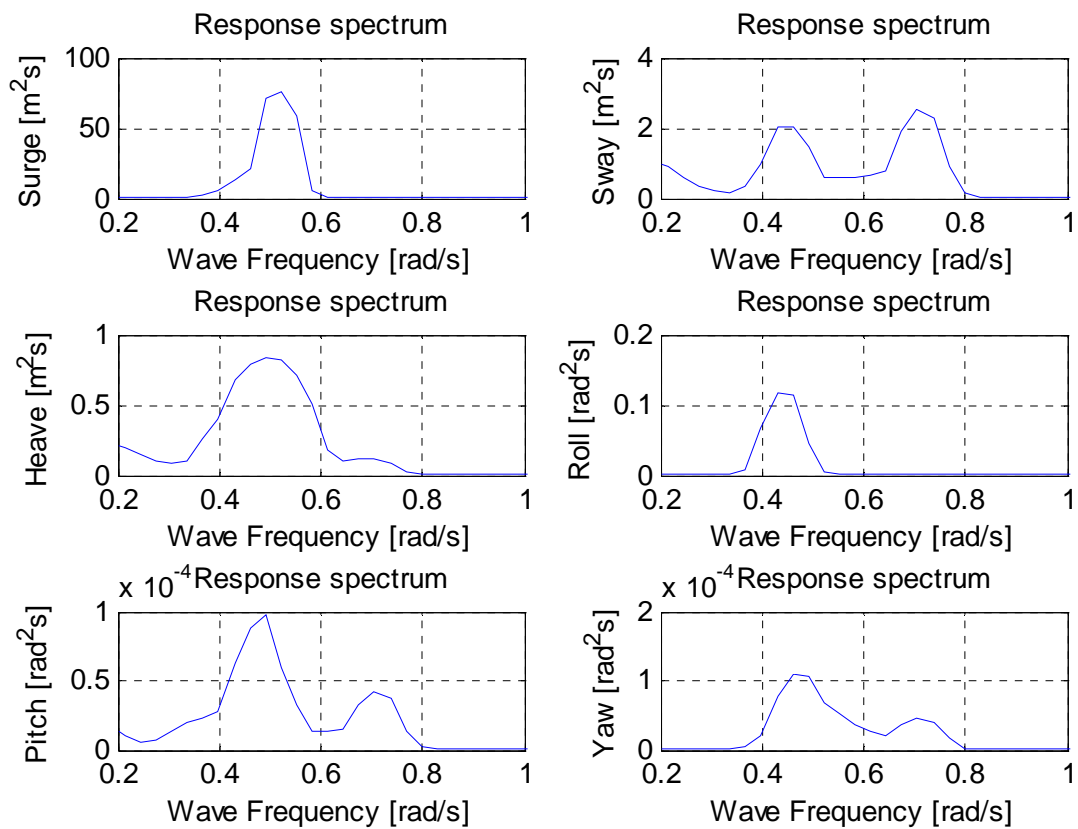 Response spectrum
Surge [m²s]
100
50
0
0.2 0.4 0.6 0.8 1
Wave Frequency [rad/s]
Response spectrum
Sway [m²s]
4
2
0
0.2 0.4 0.6 0.8 1
Wave Frequency [rad/s]
Response spectrum
Heave [m²s]
1
0.5
0
0.2 0.4 0.6 0.8 1
Wave Frequency [rad/s]
Response spectrum
Roll [rad²s]
0.2
0.1
0
0.2 0.4 0.6 0.8 1
Wave Frequency [rad/s]
x 10⁻⁴ Response spectrum
Pitch [rad²s]
1
0.5
0
0.2 0.4 0.6 0.8 1
Wave Frequency [rad/s]
x 10⁻⁴ Response spectrum
Yaw [rad²s]
2
1
0
0.2 0.4 0.6 0.8 1
Wave Frequency [rad/s]